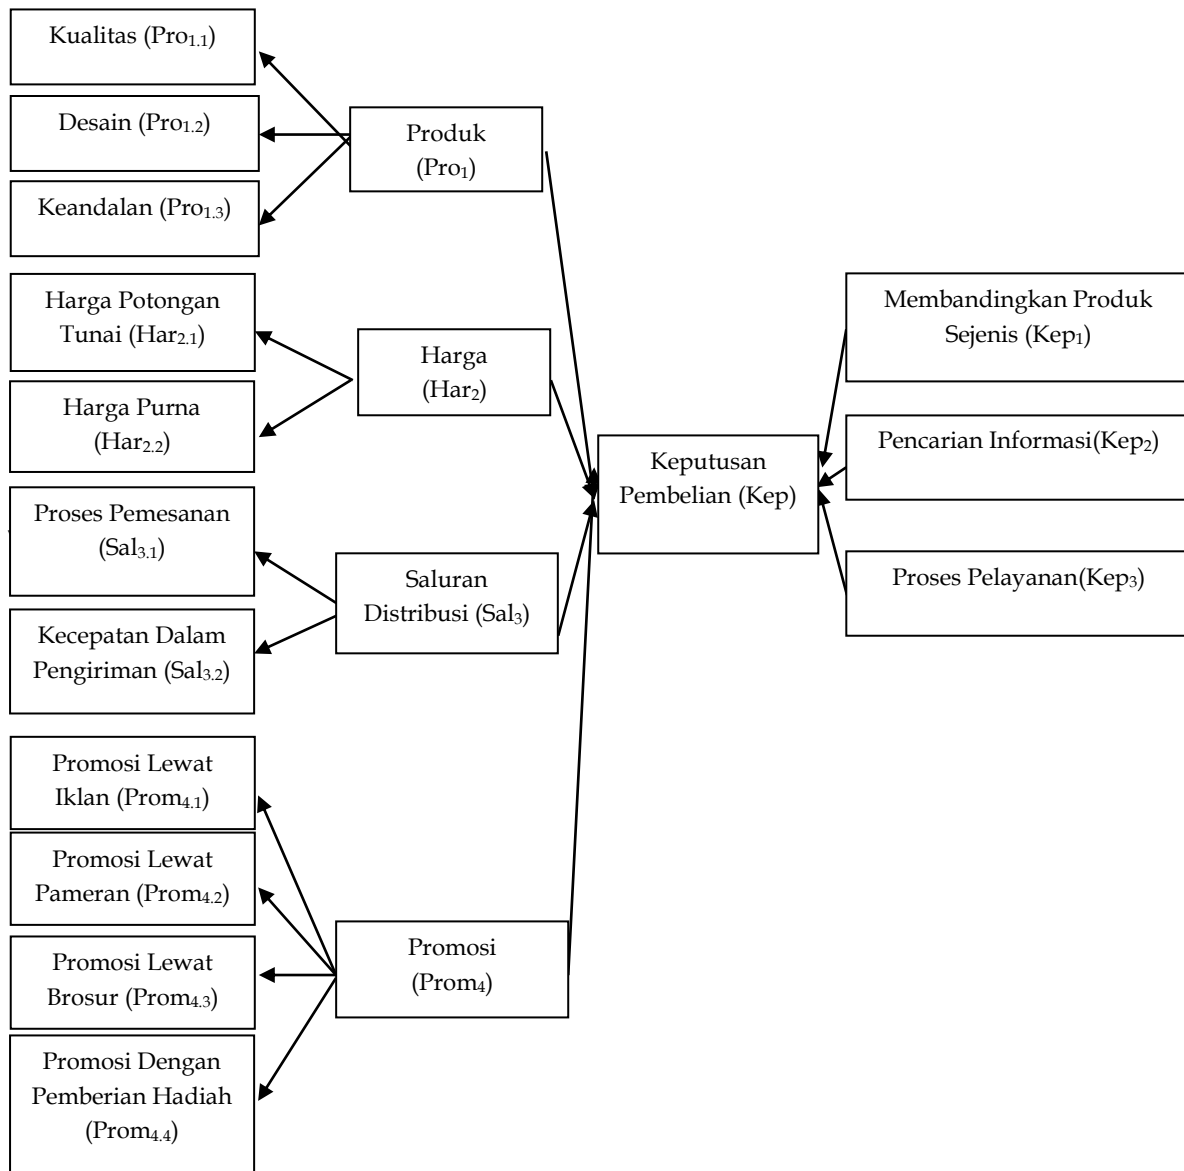 Kualitas (Pro1.1)
Desain (Pro1.2)
Keandalan (Pro1.3)
Produk
(Pro1)
Harga Potongan
Tunai (Har2.1)
Harga Purna
(Har2.2)
Harga
(Har2)
Proses Pemesanan
(Sal3.1)
Kecepatan Dalam
Pengiriman (Sal3.2)
Saluran
Distribusi (Sal3)
Promosi Lewat
Iklan (Prom4.1)
Promosi Lewat
Pameran (Prom4.2)
Promosi Lewat
Brosur (Prom4.3)
Promosi Dengan
Pemberian Hadiah
(Prom4.4)
Promosi
(Prom4)
Keputusan
Pembelian (Kep)
Membandingkan Produk
Sejenis (Kep1)
Pencarian Informasi(Kep2)
Proses Pelayanan(Kep3)